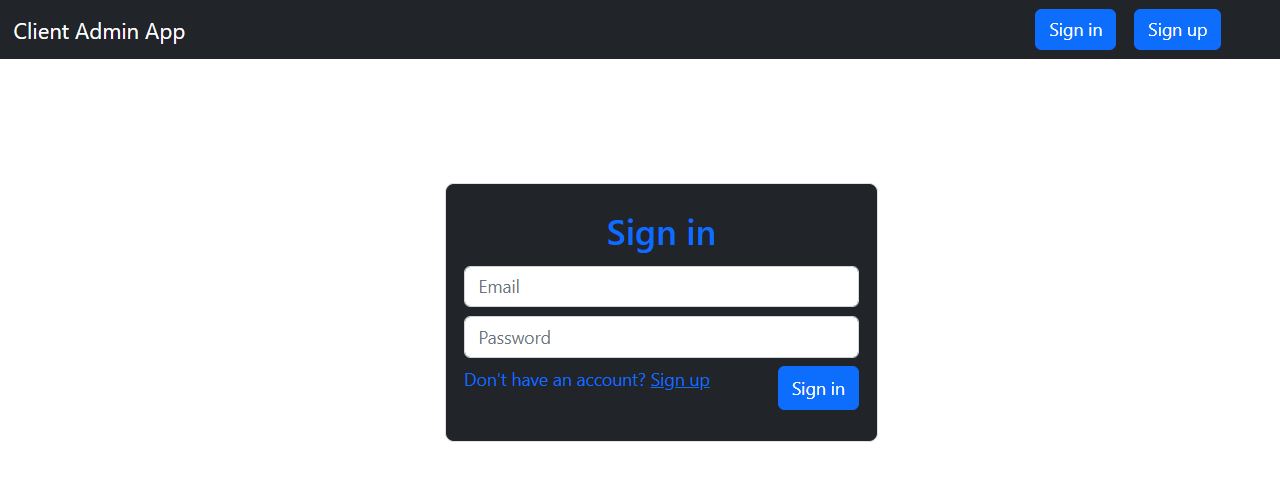 Client Admin App Sign in Sign up
Sign in
Email
Password
Don't have an account? Sign up Sign in